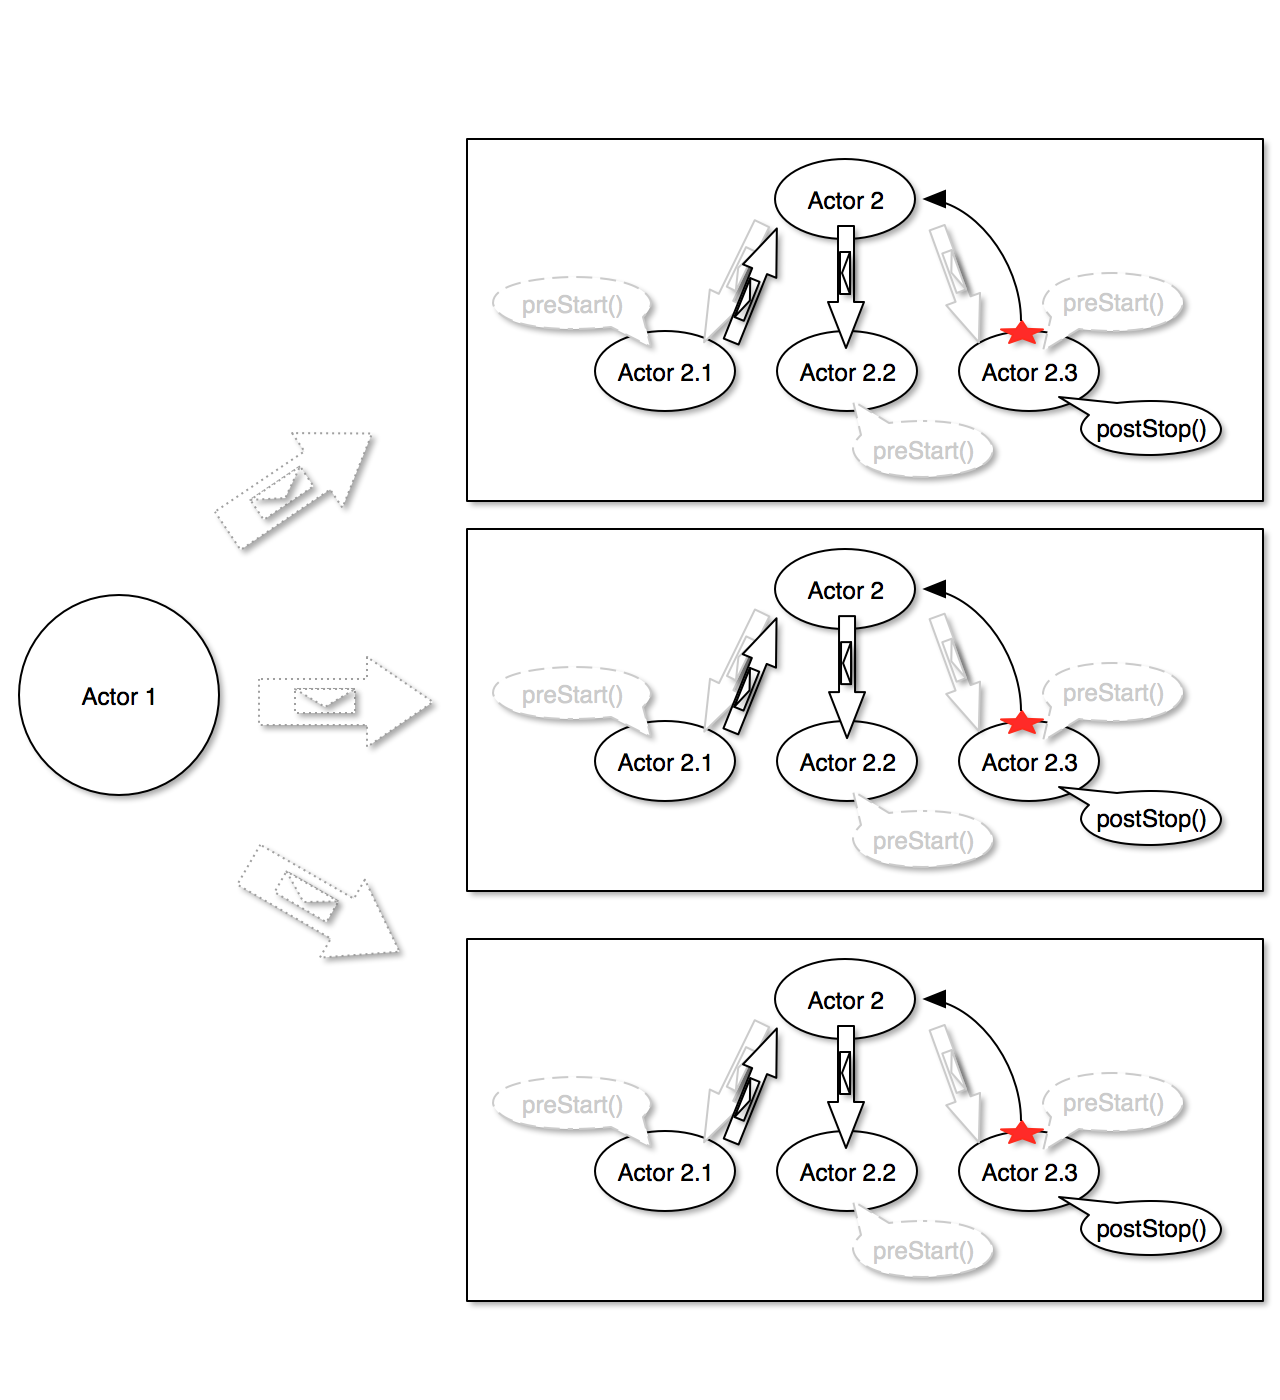 Actor 1
Actor 2
preStart()
preStart()
Actor 2.1
Actor 2.2
Actor 2.3
postStop()
preStart()
Actor 2
preStart()
preStart()
Actor 2.1
Actor 2.2
Actor 2.3
postStop()
preStart()
Actor 2
preStart()
preStart()
Actor 2.1
Actor 2.2
Actor 2.3
postStop()
preStart()